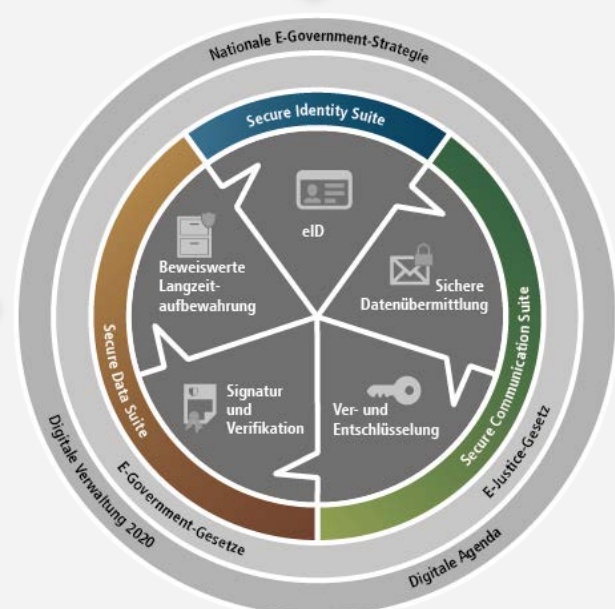 Nationale E-Government-Strategie
Secure Identity Suite
eID
Beweiswerte
Langzeit-
aufbewahrung
Sichere
Datenübermittlung
Signatur
und
Verifikation
Ver- und
Entschlüsselung
Secure Data Suite
Secure Communication Suite
E-Government-Gesetze
E-Justice-Gesetz
Digitale Verwaltung 2020
Digitale Agenda